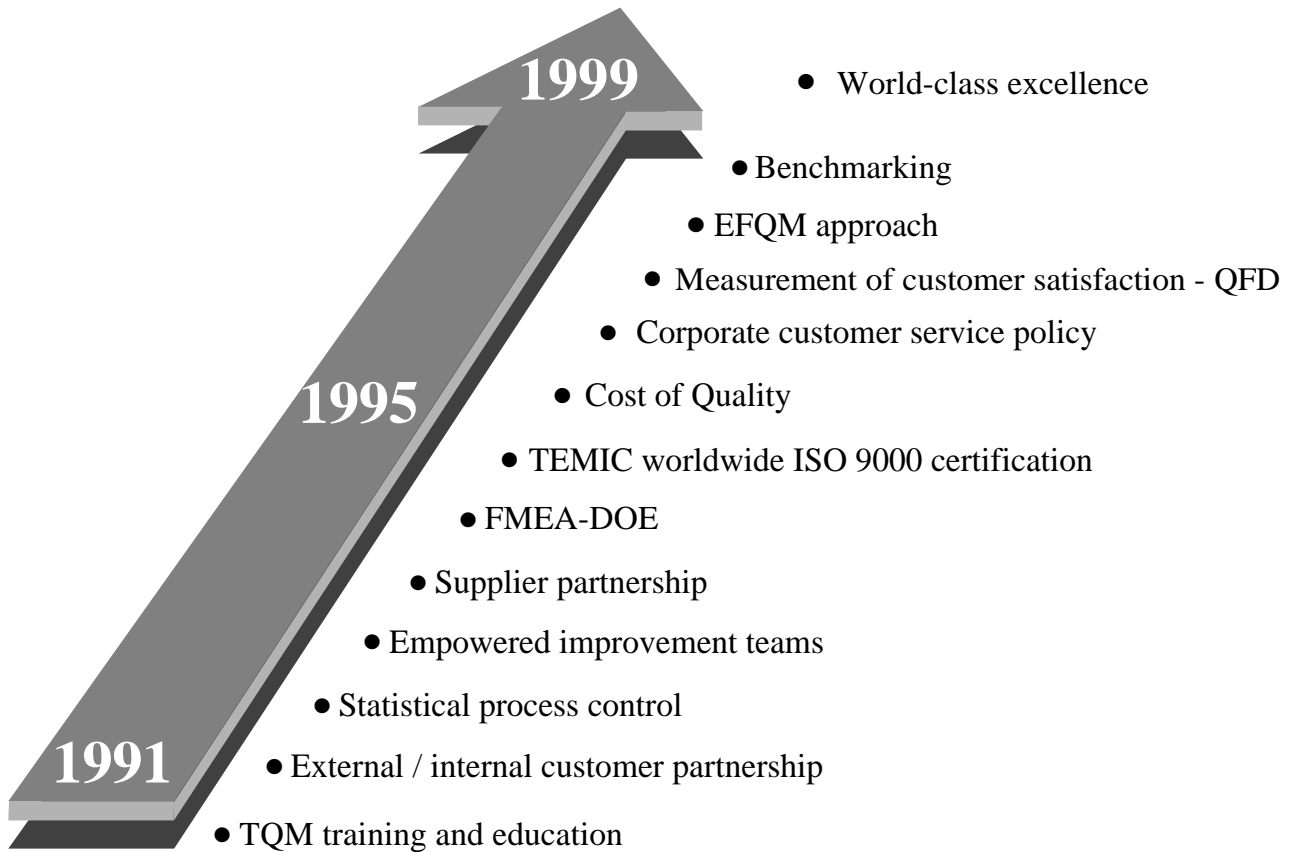 1999
● World-class excellence
● Benchmarking
● EFQM approach
● Measurement of customer satisfaction - QFD
● Corporate customer service policy
1995
● Cost of Quality
● TEMIC worldwide ISO 9000 certification
● FMEA-DOE
● Supplier partnership
● Empowered improvement teams
● Statistical process control
1991
● External / internal customer partnership
● TQM training and education